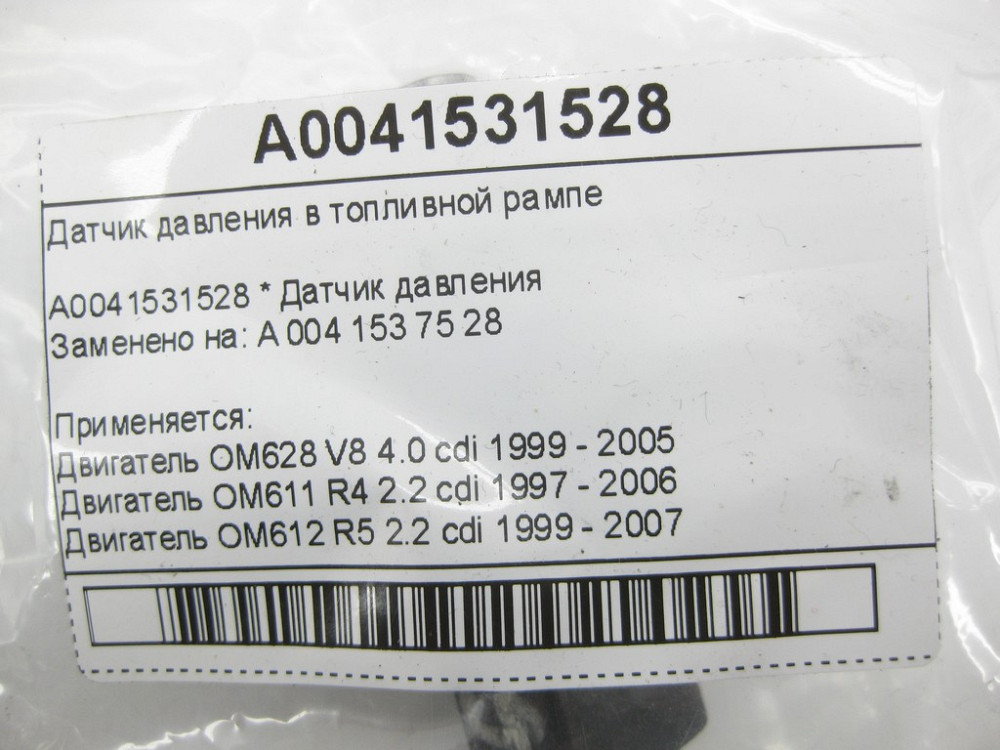 A0041531528
Датчик давления в топливной рампе
A0041531528 * Датчик давления
Заменено на: A 004 153 75 28
Применяется:
Двигатель OM628 V8 4.0 cdi 1999 - 2005
Двигатель OM611 R4 2.2 cdi 1997 - 2006
Двигатель OM612 R5 2.2 cdi 1999 - 2007